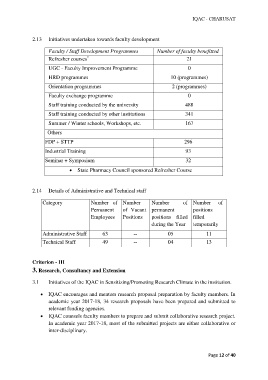 IQAC - CHARUSAT
2.13 Initiatives undertaken towards faculty development
Faculty / Staff Development Programmes Number of faculty benefitted
Refresher courses* 21
UGC - Faculty Improvement Programme 0
HRD programmes 10 (programmes)
Orientation programmes 2 (programmes)
Faculty exchange programme 0
Staff training conducted by the university 488
Staff training conducted by other institutions 341
Summer / Winter schools, Workshops, etc. 167
Others
FDP + STTP 296
Industrial Training 93
Seminar + Symposium 32
• State Pharmacy Council sponsored Refresher Course
2.14 Details of Administrative and Technical staff
Category Number of Number Number of Number of
Permanent of Vacant permanent positions
Employees Positions positions filled filled
during the Year temporarily
Administrative Staff 63 -- 05 11
Technical Staff 49 -- 04 13
Criterion - III
3. Research, Consultancy and Extension
3.1 Initiatives of the IQAC in Sensitizing/Promoting Research Climate in the institution.
• IQAC encourages and mentors research proposal preparation by faculty members. In
academic year 2017-18, 34 research proposals have been prepared and submitted to
relevant funding agencies.
• IQAC counsels faculty members to prepare and submit collaborative research project.
In academic year 2017-18, most of the submitted projects are either collaborative or
inter-disciplinary.
Page 12 of 40